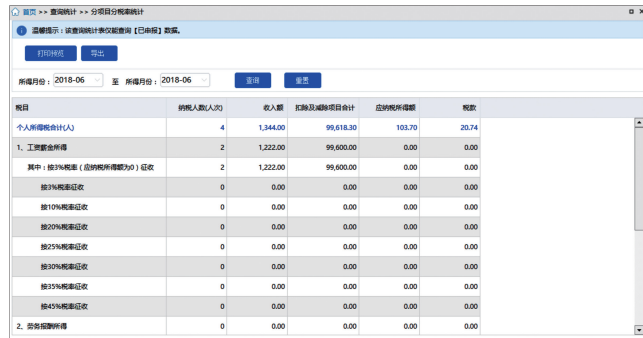 首页 >> 查询统计 >> 分项目分税率统计
温馨提示：该查询统计表仅能查询【已申报】数据。
打印预览 导出
所得月份： 2018-06 至 所得月份： 2018-06 查询 重置
税目 纳税人数(人次) 收入额 扣除及减除项目合计 应纳税所得额 税款
个人所得税合计(人) 4 1,344.00 99,618.30 103.70 20.74
1、工资薪金所得 2 1,222.00 99,600.00 0.00 0.00
其中：按3%税率（应纳税所得额为0）征收 2 1,222.00 99,600.00 0.00 0.00
按3%税率征收 0 0.00 0.00 0.00 0.00
按10%税率征收 0 0.00 0.00 0.00 0.00
按20%税率征收 0 0.00 0.00 0.00 0.00
按25%税率征收 0 0.00 0.00 0.00 0.00
按30%税率征收 0 0.00 0.00 0.00 0.00
按35%税率征收 0 0.00 0.00 0.00 0.00
按45%税率征收 0 0.00 0.00 0.00 0.00
2、劳务报酬所得 0 0.00 0.00 0.00 0.00